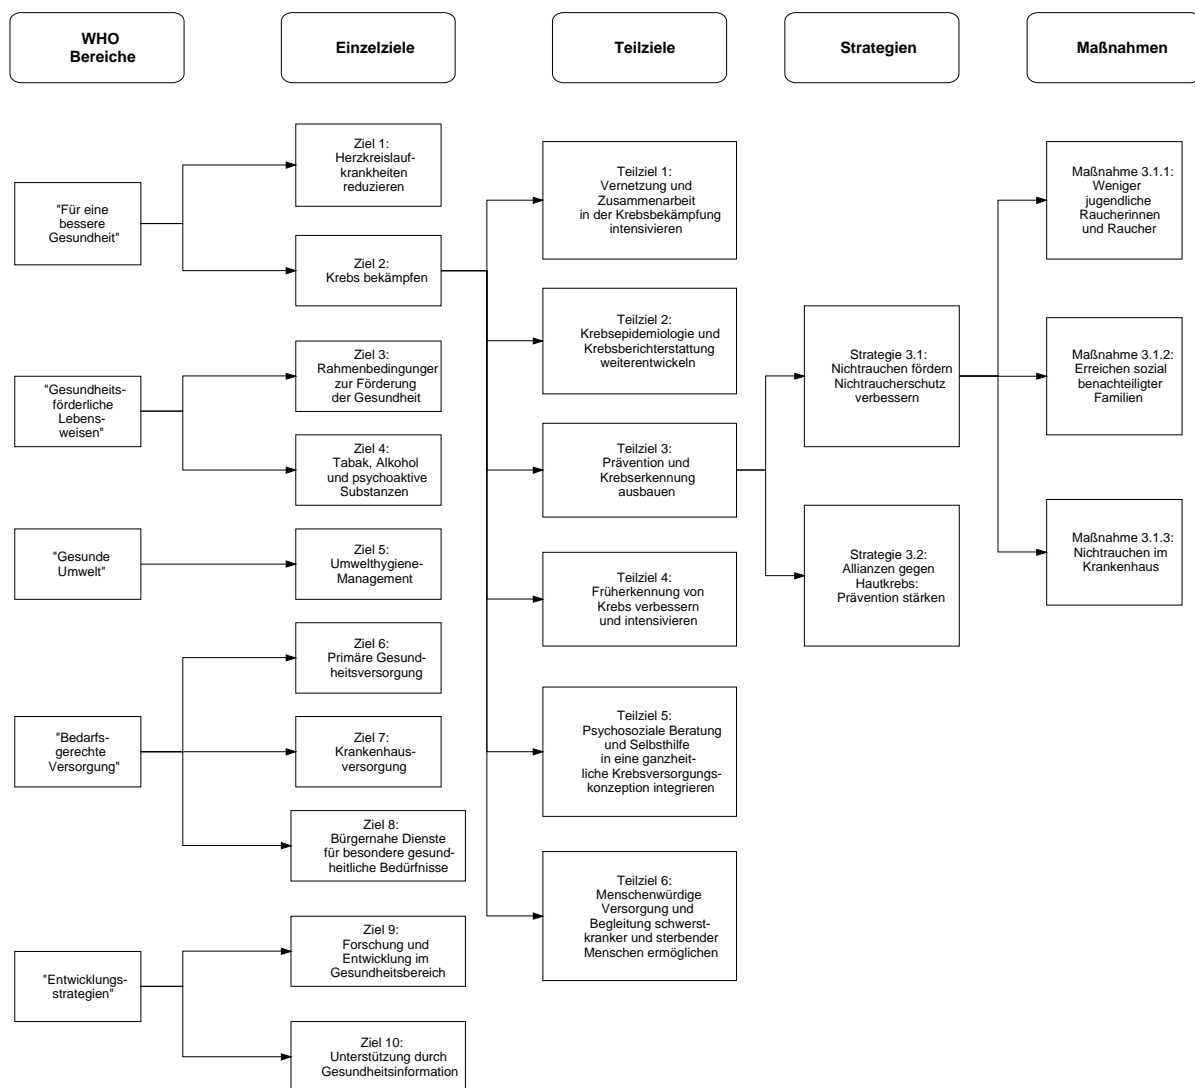 WHO
Bereiche
Einzelziele
Teilziele
Strategien
Maßnahmen
"Für eine
bessere
Gesundheit"
"Gesundheits-
förderliche
Lebens-
weisen"
"Gesunde
Umwelt"
"Bedarfs-
gerechte
Versorgung"
"Entwicklungs-
strategien"
Ziel 1:
Herzkreislauf-
krankheiten
reduzieren
Ziel 2:
Krebs bekämpfen
Ziel 3:
Rahmenbedingungen
zur Förderung
der Gesundheit
Ziel 4:
Tabak, Alkohol
und psychoaktive
Substanzen
Ziel 5:
Umwelthygiene-
Management
Ziel 6:
Primäre Gesund-
heitsversorgung
Ziel 7:
Krankenhaus-
versorgung
Ziel 8:
Bürgernahe Dienste
für besondere gesund-
heitliche Bedürfnisse
Ziel 9:
Forschung und
Entwicklung im
Gesundheitsbereich
Ziel 10:
Unterstützung durch
Gesundheitsinformation
Teilziel 1:
Vernetzung und
Zusammenarbeit
in der Krebsbekämpfung
intensivieren
Teilziel 2:
Krebsepidemiologie und
Krebsberichterstattung
weiterentwickeln
Teilziel 3:
Prävention und
Krebserkennung
ausbauen
Teilziel 4:
Früherkennung von
Krebs verbessern
und intensivieren
Teilziel 5:
Psychosoziale Beratung
und Selbsthilfe
in eine ganzheit-
liche Krebsversorgungs-
konzeption integrieren
Teilziel 6:
Menschenwürdige
Versorgung und
Begleitung schwerst-
kranker und sterbender
Menschen ermöglichen
Strategie 3.1:
Nichtrauchen fördern
Nichtraucherschutz
verbessern
Strategie 3.2:
Allianzen gegen
Hautkrebs:
Prävention stärken
Maßnahme 3.1.1:
Weniger
jugendliche
Raucherinnen
und Raucher
Maßnahme 3.1.2:
Erreichen sozial
benachteiligter
Familien
Maßnahme 3.1.3:
Nichtrauchen im
Krankenhaus